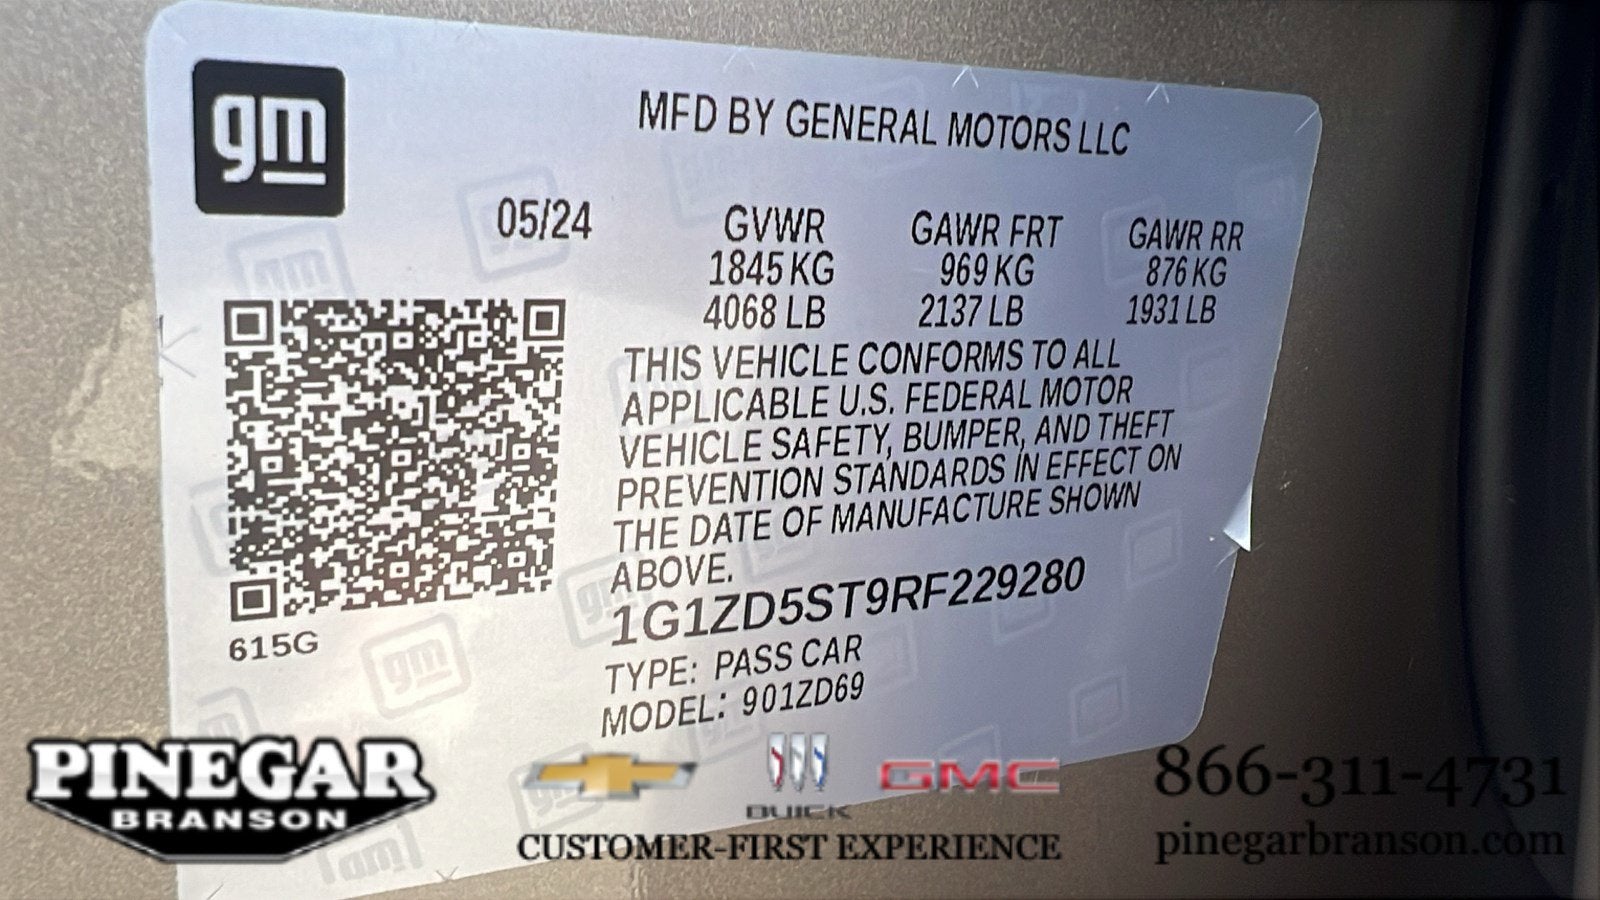 gm
MFD BY GENERAL MOTORS LLC
05/24
GVWR GAWR FRT GAWR RR
1845 KG 969 KG 876 KG
4068 LB 2137 LB 1931 LB
THIS VEHICLE CONFORMS TO ALL
APPLICABLE U.S. FEDERAL MOTOR
VEHICLE SAFETY, BUMPER, AND THEFT
PREVENTION STANDARDS IN EFFECT ON
THE DATE OF MANUFACTURE SHOWN
ABOVE.
1G1ZD5ST9RF229280
TYPE: PASS CAR
MODEL: 901ZD69
615G
PINEGAR
BRANSON
BUICK
GMC
CUSTOMER-FIRST EXPERIENCE
866-311-4731
pinegarbranson.com